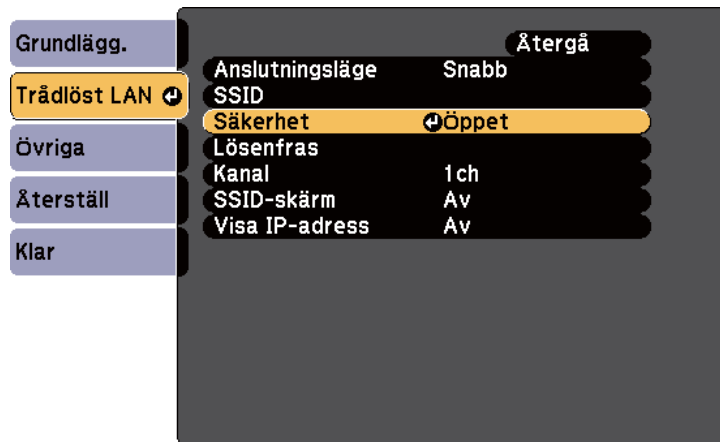 Grundlägg.
Trådlöst LAN
Övriga
Återställ
Klar
Återgå
Anslutningsläge Snabb
SSID
Säkerhet Öppet
Lösenfras
Kanal 1ch
SSID-skärm Av
Visa IP-adress Av